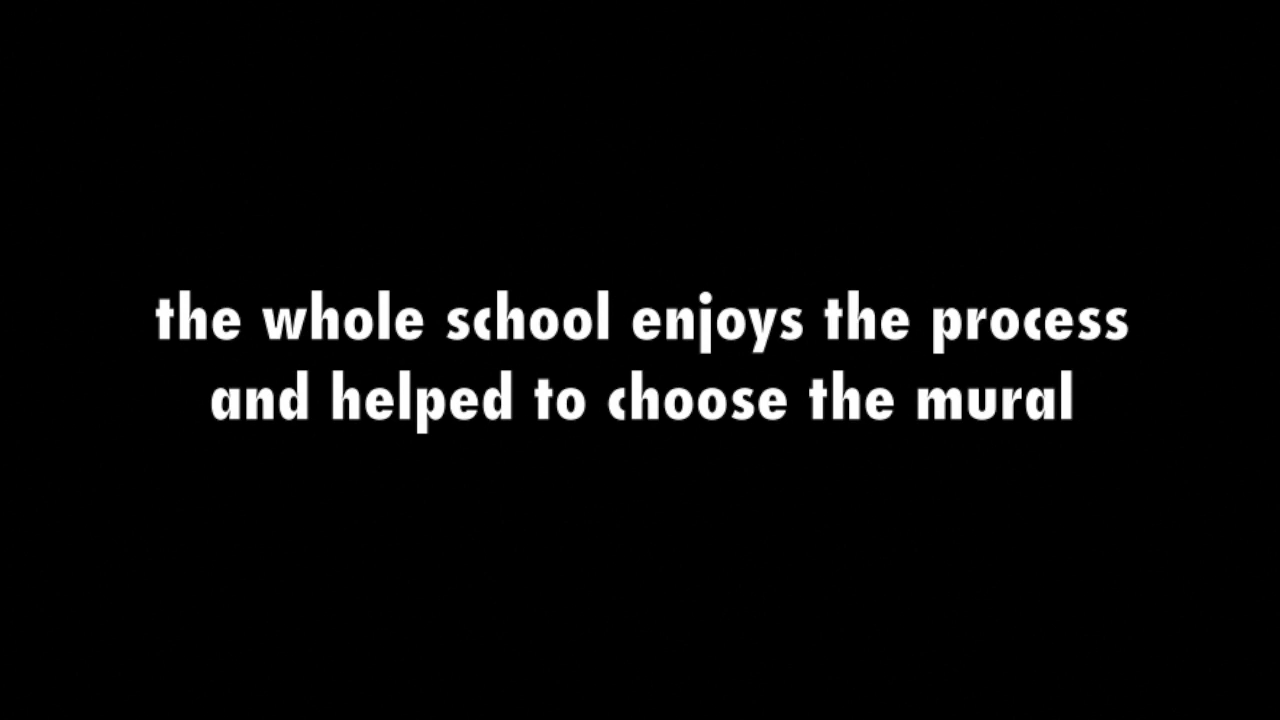 the whole school enjoys the process
and helped to choose the mural